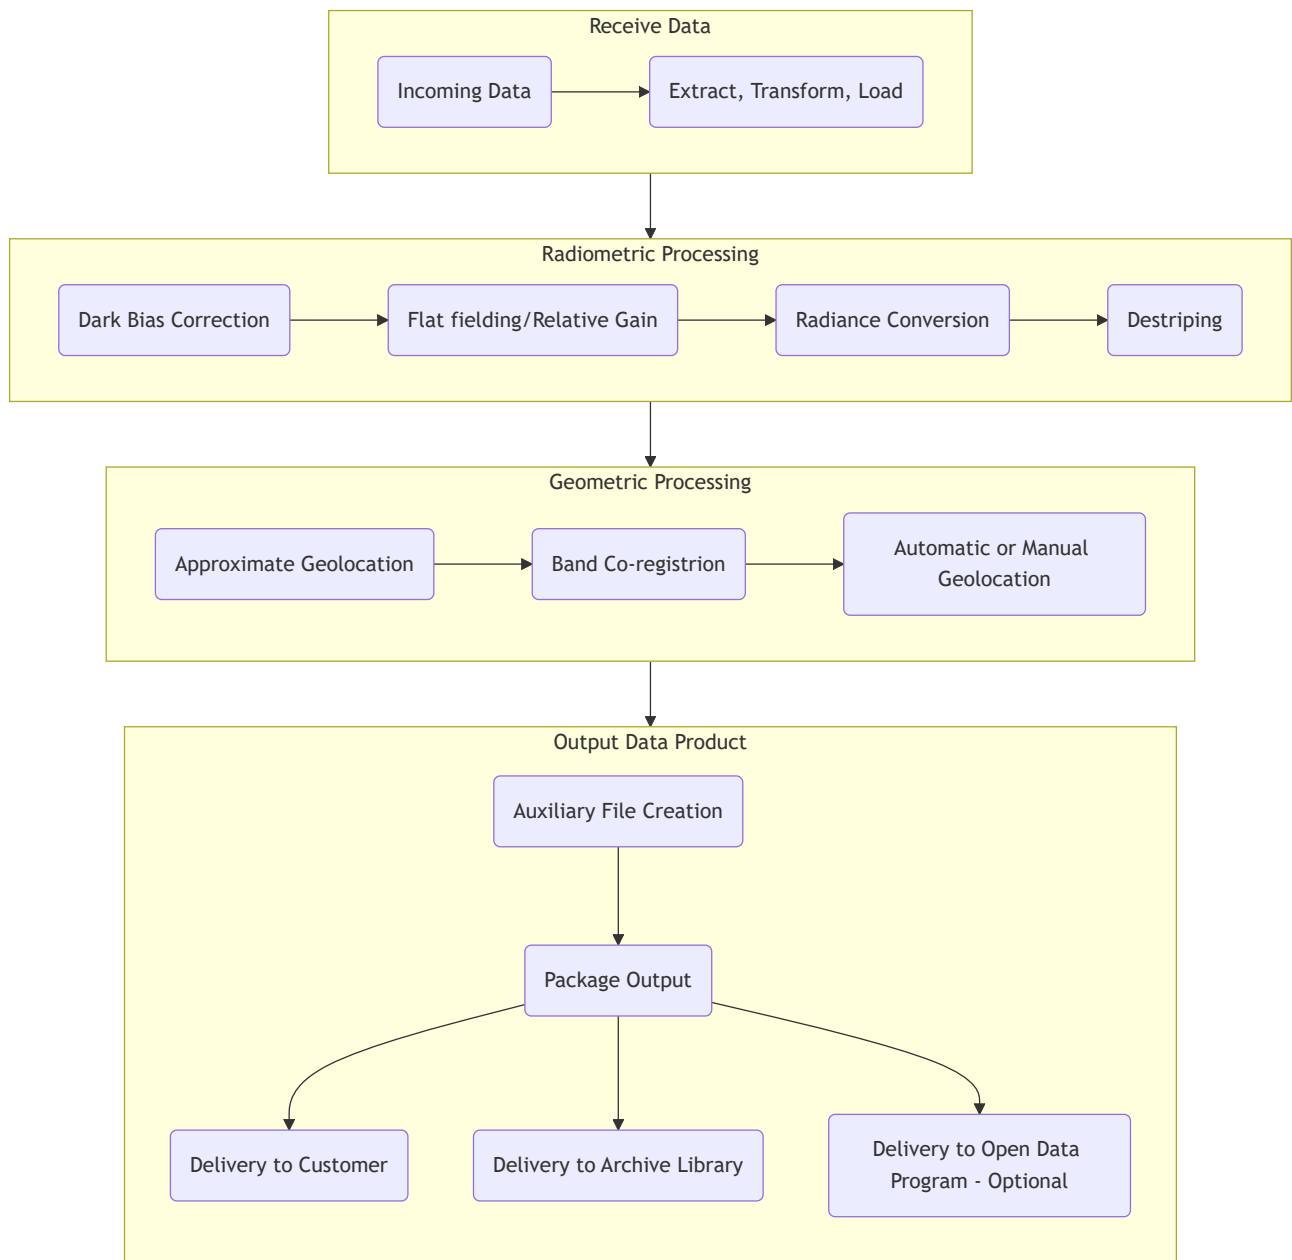 Receive Data
Incoming Data
Extract, Transform, Load
Radiometric Processing
Dark Bias Correction
Flat fielding/Relative Gain
Radiance Conversion
Destriping
Geometric Processing
Approximate Geolocation
Band Co-registrion
Automatic or Manual
Geolocation
Output Data Product
Auxiliary File Creation
Package Output
Delivery to Customer
Delivery to Archive Library
Delivery to Open Data
Program - Optional